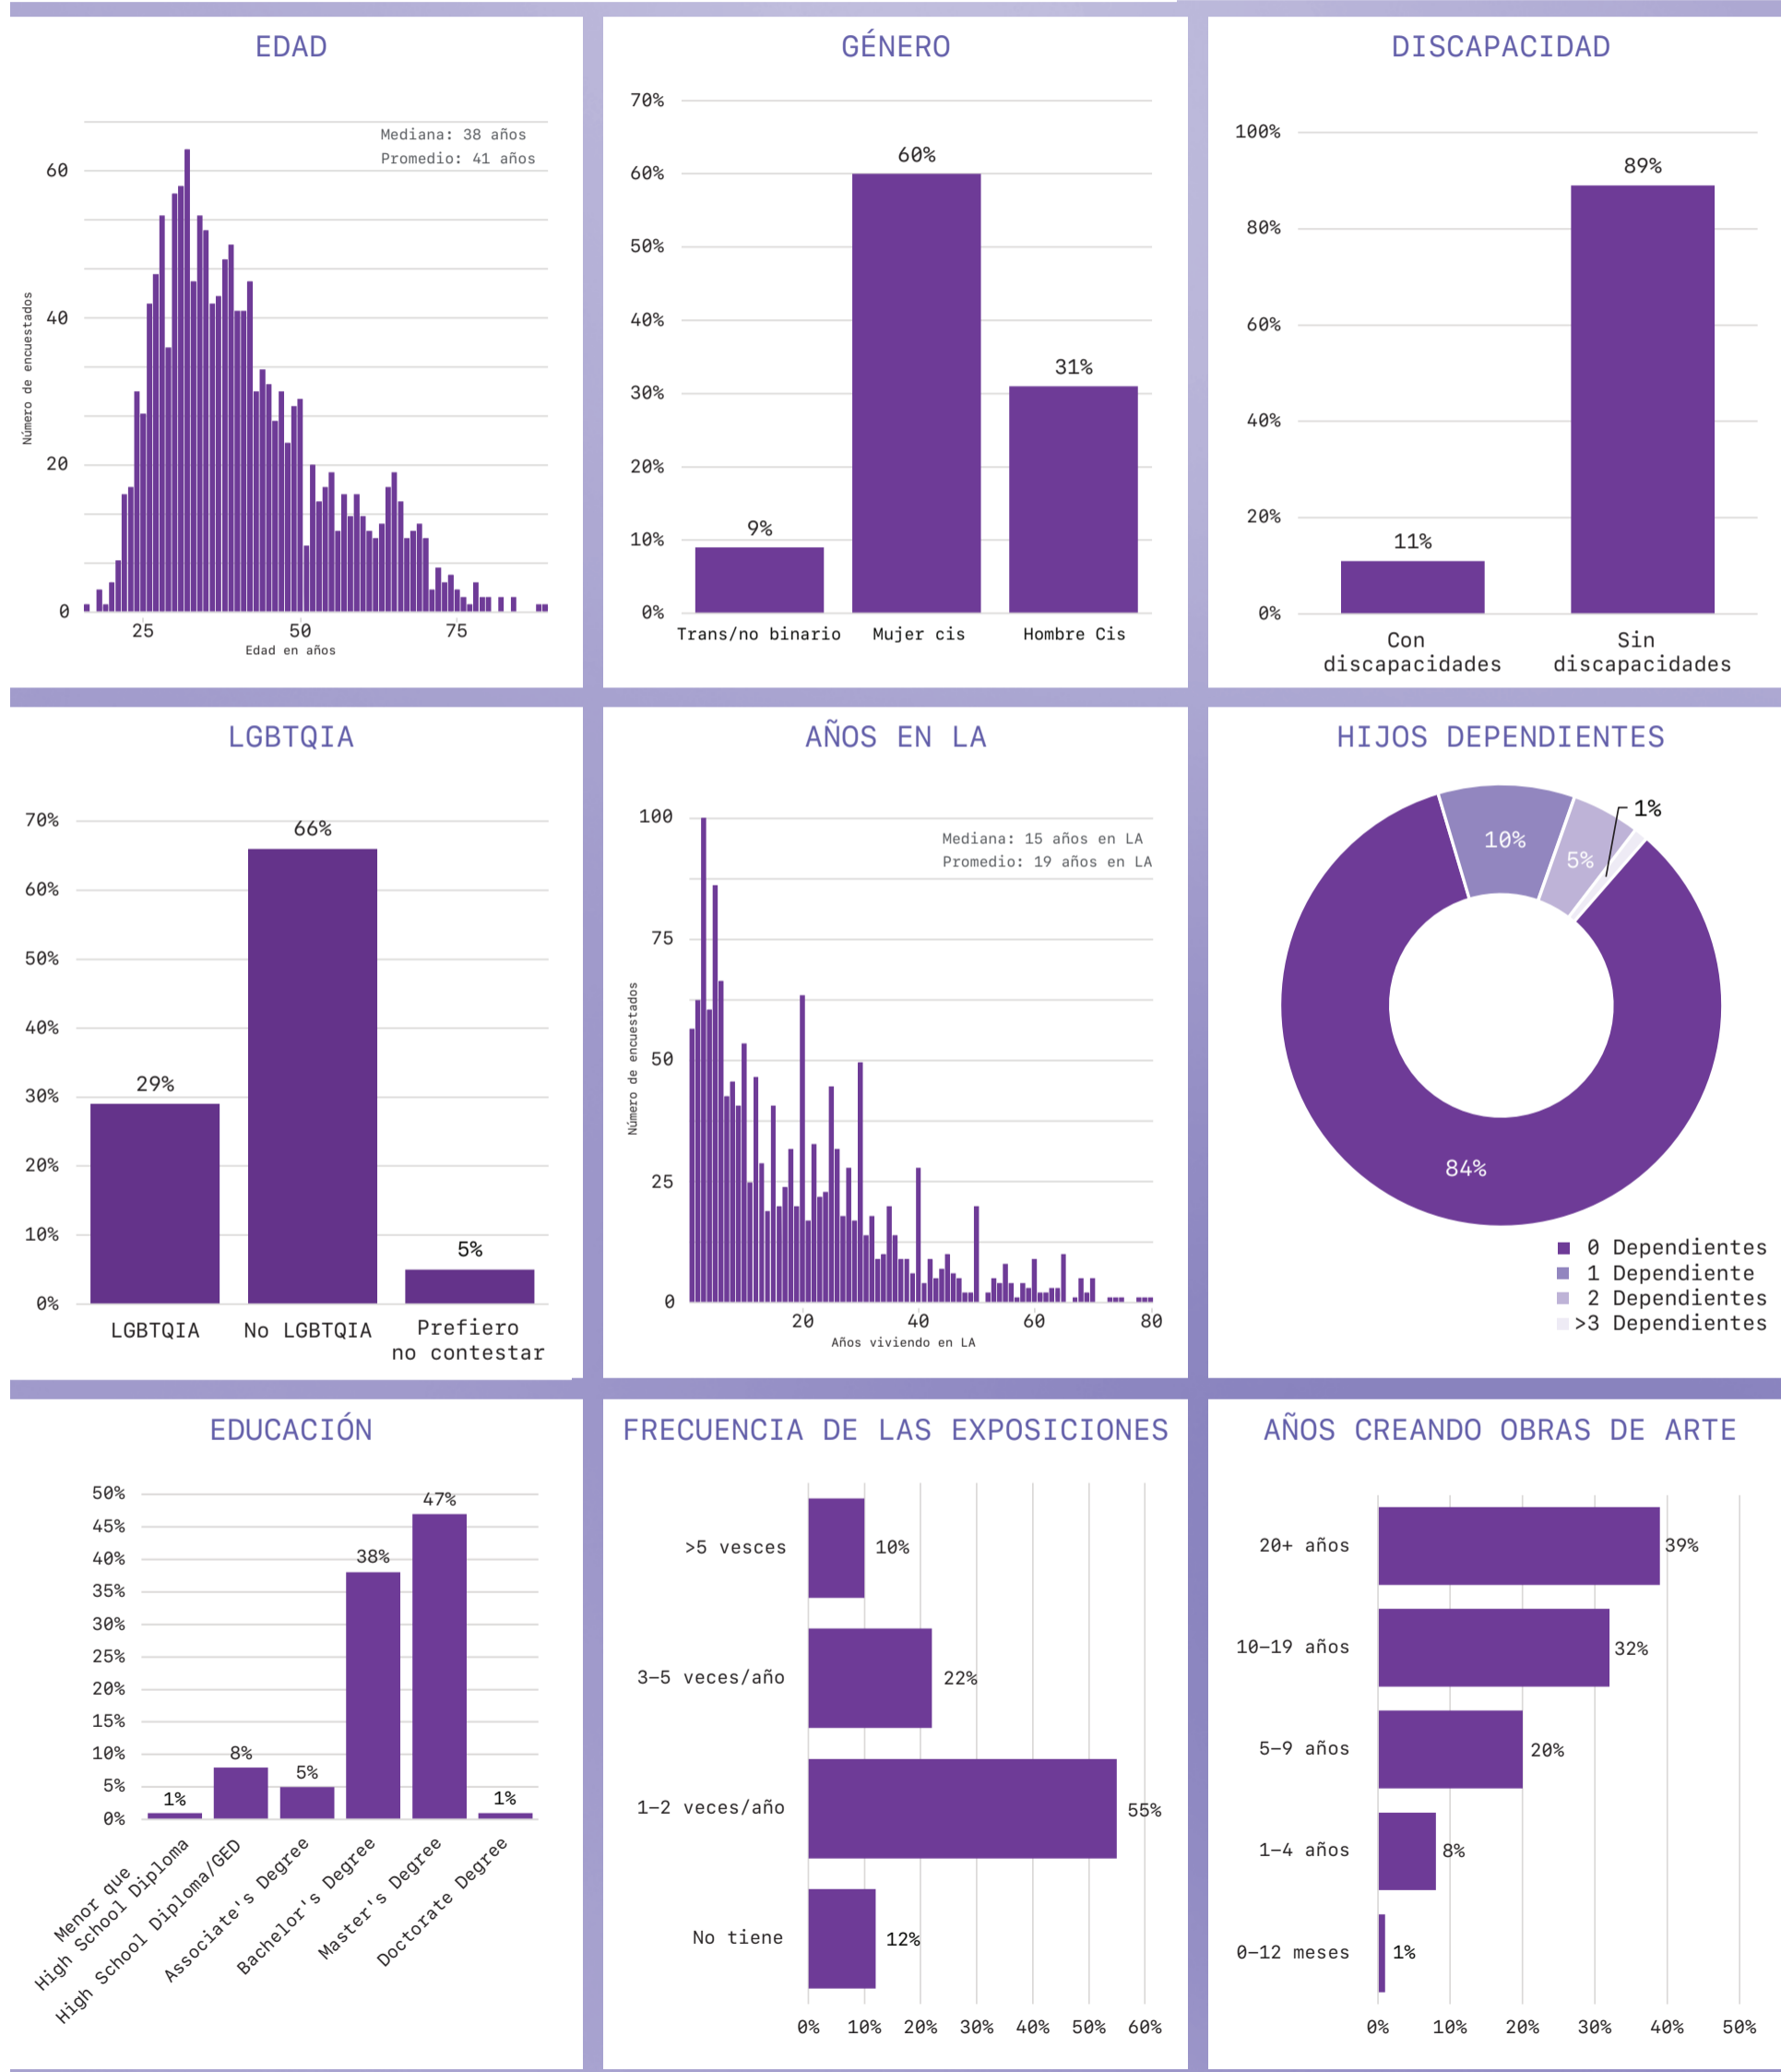 EDAD
Mediana: 38 años
Promedio: 41 años
60
40
20
0
25 50 75
Número de encuestados
Edad en años
GÉNERO
70%
60%
50%
40%
30%
20%
10%
0%
9%
60%
31%
Trans/no binario Mujer cis Hombre Cis
DISCAPACIDAD
100%
80%
60%
40%
20%
0%
11%
89%
Con
discapacidades
Sin
discapacidades
LGBTQIA
70%
60%
50%
40%
30%
20%
10%
0%
29%
66%
5%
LGBTQIA No LGBTQIA
Prefiero
no contestar
AÑOS EN LA
Mediana: 15 años en LA
Promedio: 19 años en LA
100
75
50
25
0
20 40 60 80
Número de encuestados
Años viviendo en LA
HIJOS DEPENDIENTES
1%
10%
5%
84%
0 Dependientes
1 Dependiente
2 Dependientes
>3 Dependientes
EDUCACIÓN
50%
45%
40%
35%
30%
25%
20%
15%
10%
5%
0%
1%
8%
5%
38%
47%
1%
Menor que
High School Diploma
High School Diploma/GED
Associate's Degree
Bachelor's Degree
Master's Degree
Doctorate Degree
FRECUENCIA DE LAS EXPOSICIONES
>5 vesces 10%
3–5 veces/año 22%
1–2 veces/año 55%
No tiene 12%
0% 10% 20% 30% 40% 50% 60%
AÑOS CREANDO OBRAS DE ARTE
20+ años 39%
10–19 años 32%
5–9 años 20%
1–4 años 8%
0–12 meses 1%
0% 10% 20% 30% 40% 50%